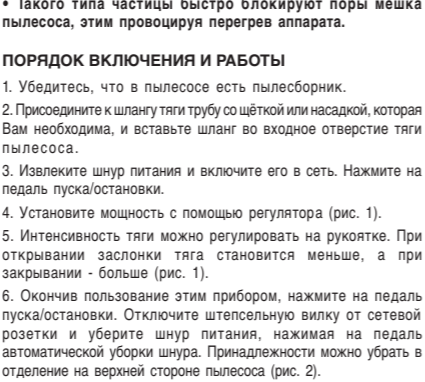 • Такого типа частицы быстро блокируют поры мешка
пылесоса, этим провоцируя перегрев аппарата.
ПОРЯДОК ВКЛЮЧЕНИЯ И РАБОТЫ
1. Убедитесь, что в пылесосе есть пылесборник.
2. Присоедините к шлангу тяги трубу со щёткой или насадкой, которая
Вам необходима, и вставьте шланг во входное отверстие тяги
пылесоса.
3. Извлеките шнур питания и включите его в сеть. Нажмите на
педаль пуска/остановки.
4. Установите мощность с помощью регулятора (рис. 1).
5. Интенсивность тяги можно регулировать на рукоятке. При
открывании заслонки тяга становится меньше, а при
закрывании - больше (рис. 1).
6. Окончив пользование этим прибором, нажмите на педаль
пуска/остановки. Отключите штепсельную вилку от сетевой
розетки и уберите шнур питания, нажимая на педаль
автоматической уборки шнура. Принадлежности можно убрать в
отделение на верхней стороне пылесоса (рис. 2).